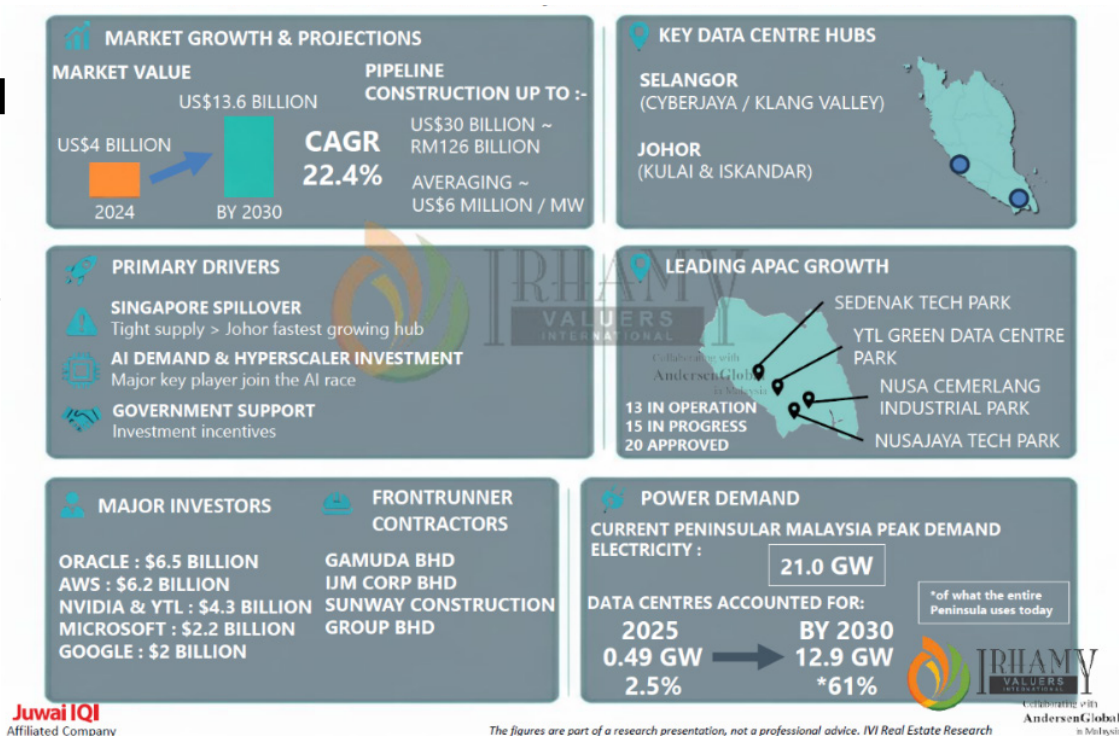 MARKET GROWTH & PROJECTIONS
MARKET VALUE
US$4 BILLION
2024
US$13.6 BILLION
BY 2030
CAGR
22.4%
PIPELINE
CONSTRUCTION UP TO :-
US$30 BILLION ~
RM126 BILLION
AVERAGING ~
US$6 MILLION / MW
KEY DATA CENTRE HUBS
SELANGOR
(CYBERJAYA / KLANG VALLEY)
JOHOR
(KULAI & ISKANDAR)
PRIMARY DRIVERS
SINGAPORE SPILLOVER
Tight supply > Johor fastest growing hub
AI DEMAND & HYPERSCALER INVESTMENT
Major key player join the AI race
GOVERNMENT SUPPORT
Investment incentives
IRHAMY
VALUERS
INTERNATIONAL
Collaborating with
AndersenGlobal
in Malaysia
LEADING APAC GROWTH
SEDENAK TECH PARK
YTL GREEN DATA CENTRE
PARK
NUSA CEMERLANG
INDUSTRIAL PARK
NUSAJAYA TECH PARK
13 IN OPERATION
15 IN PROGRESS
20 APPROVED
MAJOR INVESTORS
ORACLE : $6.5 BILLION
AWS : $6.2 BILLION
NVIDIA & YTL : $4.3 BILLION
MICROSOFT : $2.2 BILLION
GOOGLE : $2 BILLION
FRONTRUNNER
CONTRACTORS
GAMUDA BHD
IJM CORP BHD
SUNWAY CONSTRUCTION
GROUP BHD
POWER DEMAND
CURRENT PENINSULAR MALAYSIA PEAK DEMAND
ELECTRICITY :
21.0 GW
DATA CENTRES ACCOUNTED FOR:
*of what the entire
Peninsula uses today
2025
0.49 GW
2.5%
BY 2030
12.9 GW
*61%
IRHAMY
VALUERS
INTERNATIONAL
Collaborating with
AndersenGlobal
in Malaysia
Juwai IQI
Affiliated Company
The figures are part of a research presentation, not a professional advice. IVI Real Estate Research